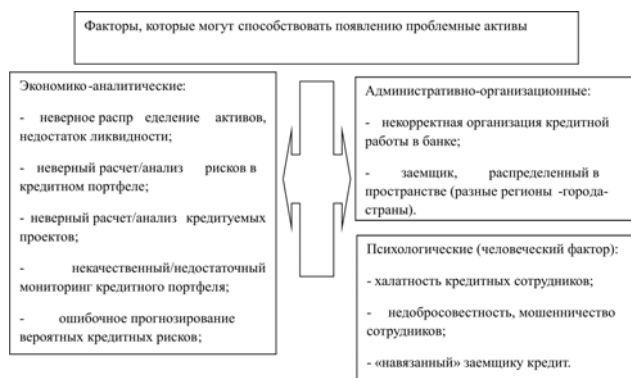 Факторы, которые могут способствовать появлению проблемные активы
Экономико-аналитические:
- неверное распр еделение активов,
недостаток ликвидности;
- неверный расчет/анализ рисков в
кредитном портфеле;
- неверный расчет/анализ кредитуемых
проектов;
- некачественный/недостаточный
мониторинг кредитного портфеля;
- ошибочное прогнозирование
вероятных кредитных рисков;
Административно-организационные:
- некорректная организация кредитной
работы в банке;
- заемщик, распределенный в
пространстве (разные регионы -города-
страны).
Психологические (человеческий фактор):
- халатность кредитных сотрудников;
- недобросовестность, мошенничество
сотрудников;
- «навязанный» заемщику кредит.